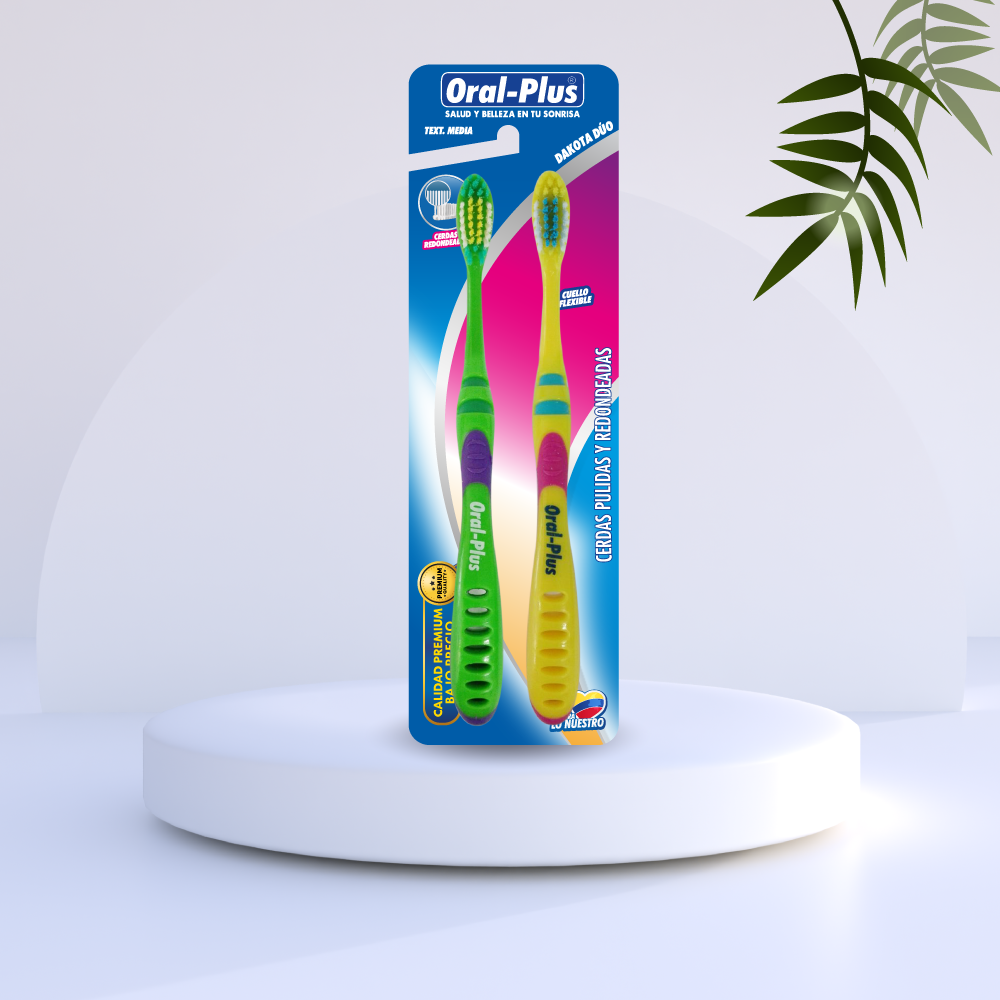 Oral-Plus®
SALUD Y BELLEZA EN TU SONRISA
TEXT. MEDIA
DAKOTA DÚO
CERDAS
CUELLO
FLEXIBLE
CERDAS PULIDAS Y REDONDEADAS
Oral-Plus
Oral-Plus
PREMIUM
QUALITY
CALIDAD PREMIUM
BAJO PRECIO
LO NUESTRO